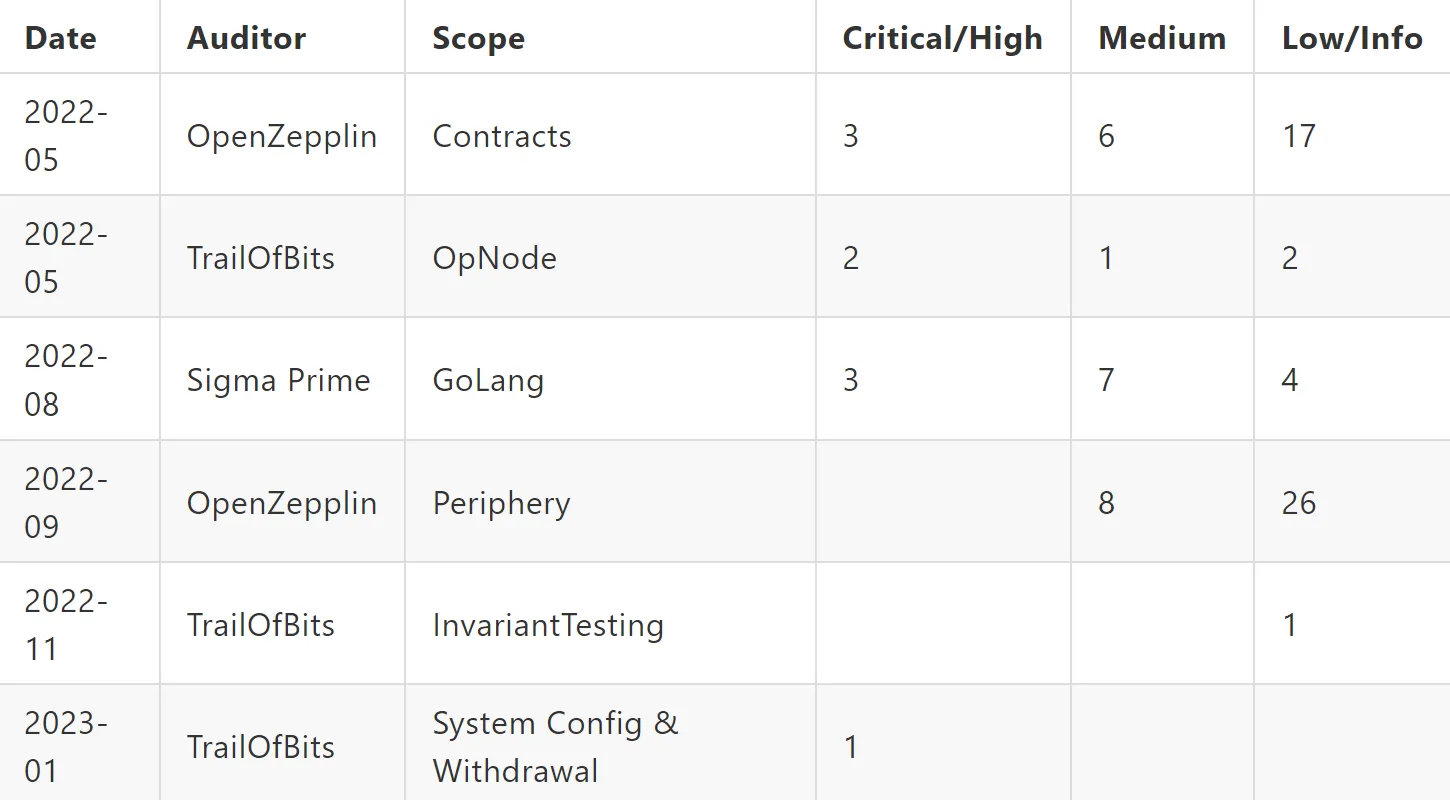 Date Auditor Scope Critical/High Medium Low/Info
2022-
05 OpenZepplin Contracts 3 6 17
2022-
05 TrailOfBits OpNode 2 1 2
2022-
08 Sigma Prime GoLang 3 7 4
2022-
09 OpenZepplin Periphery 8 26
2022-
11 TrailOfBits InvariantTesting 1
2023-
01 TrailOfBits System Config &
Withdrawal 1